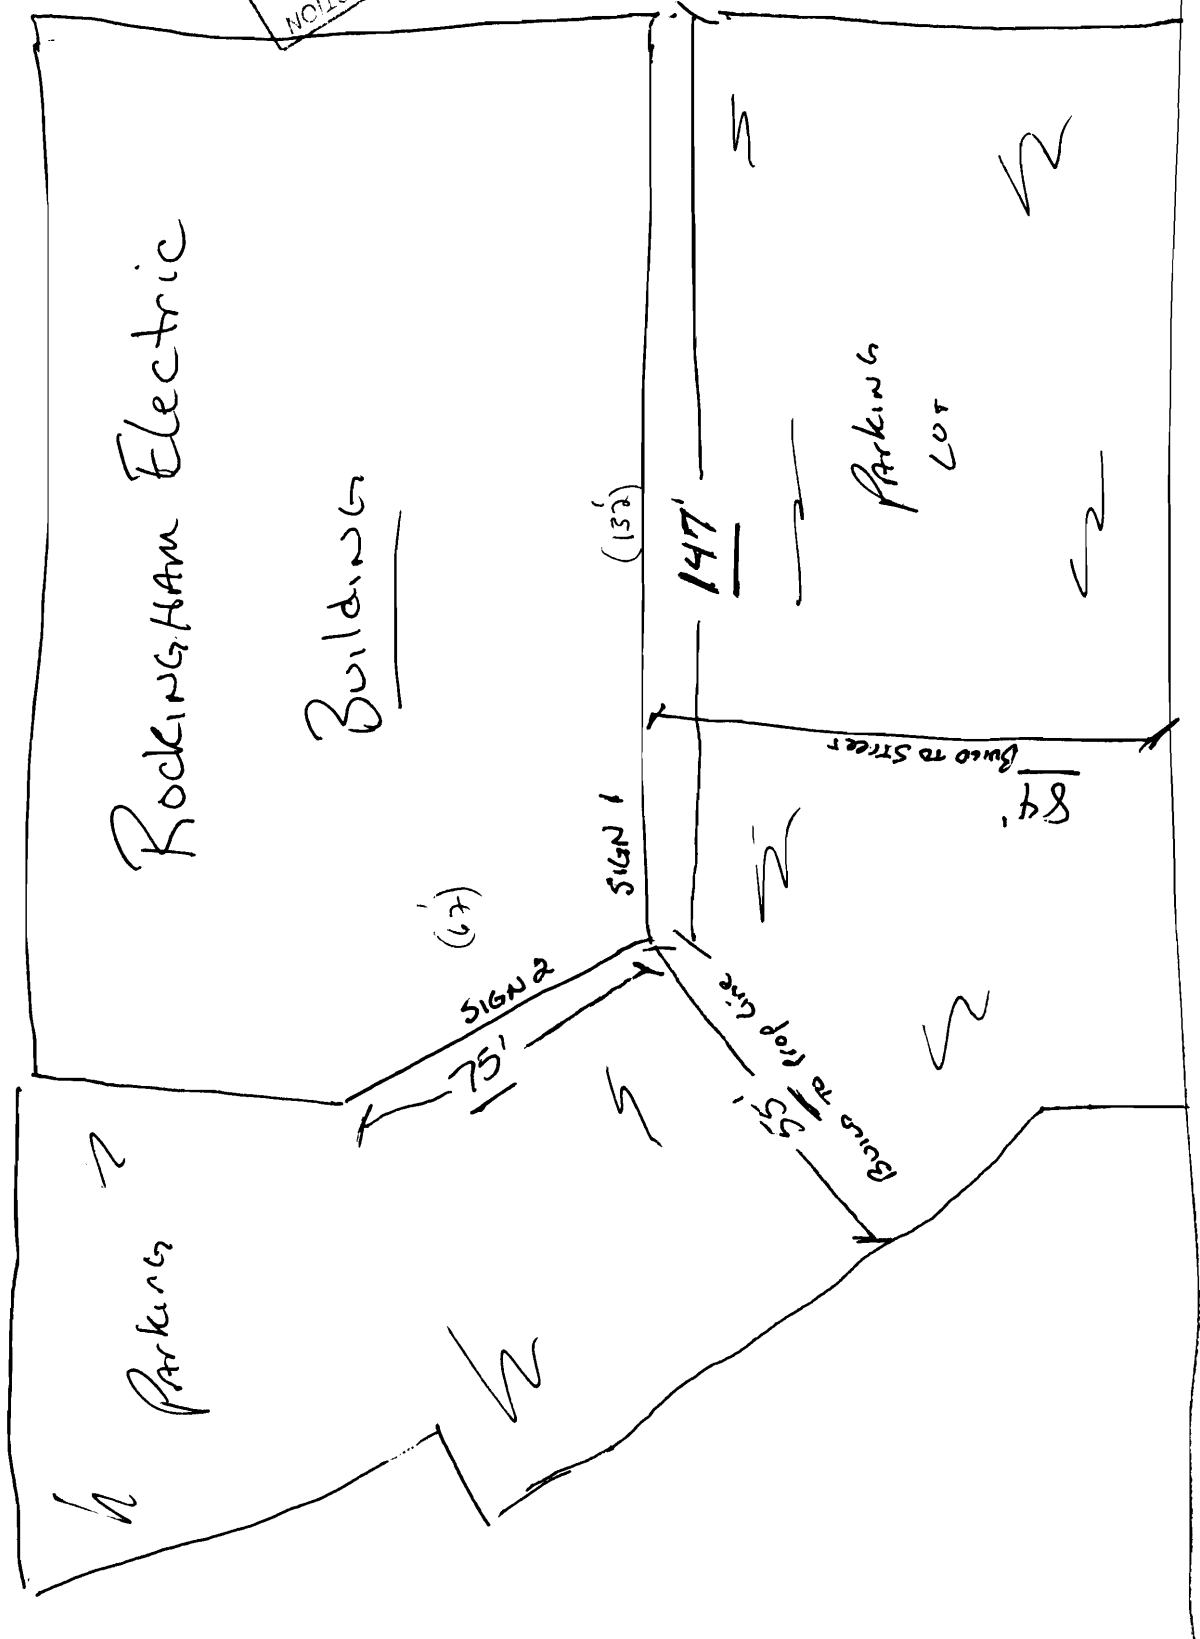 RockingHam Electric
Building
(132')
147'
Parking
Lot
SIGN 1
Build to Street
84'
(67')
SIGN 2
75'
Build to prop line
55'
Parking